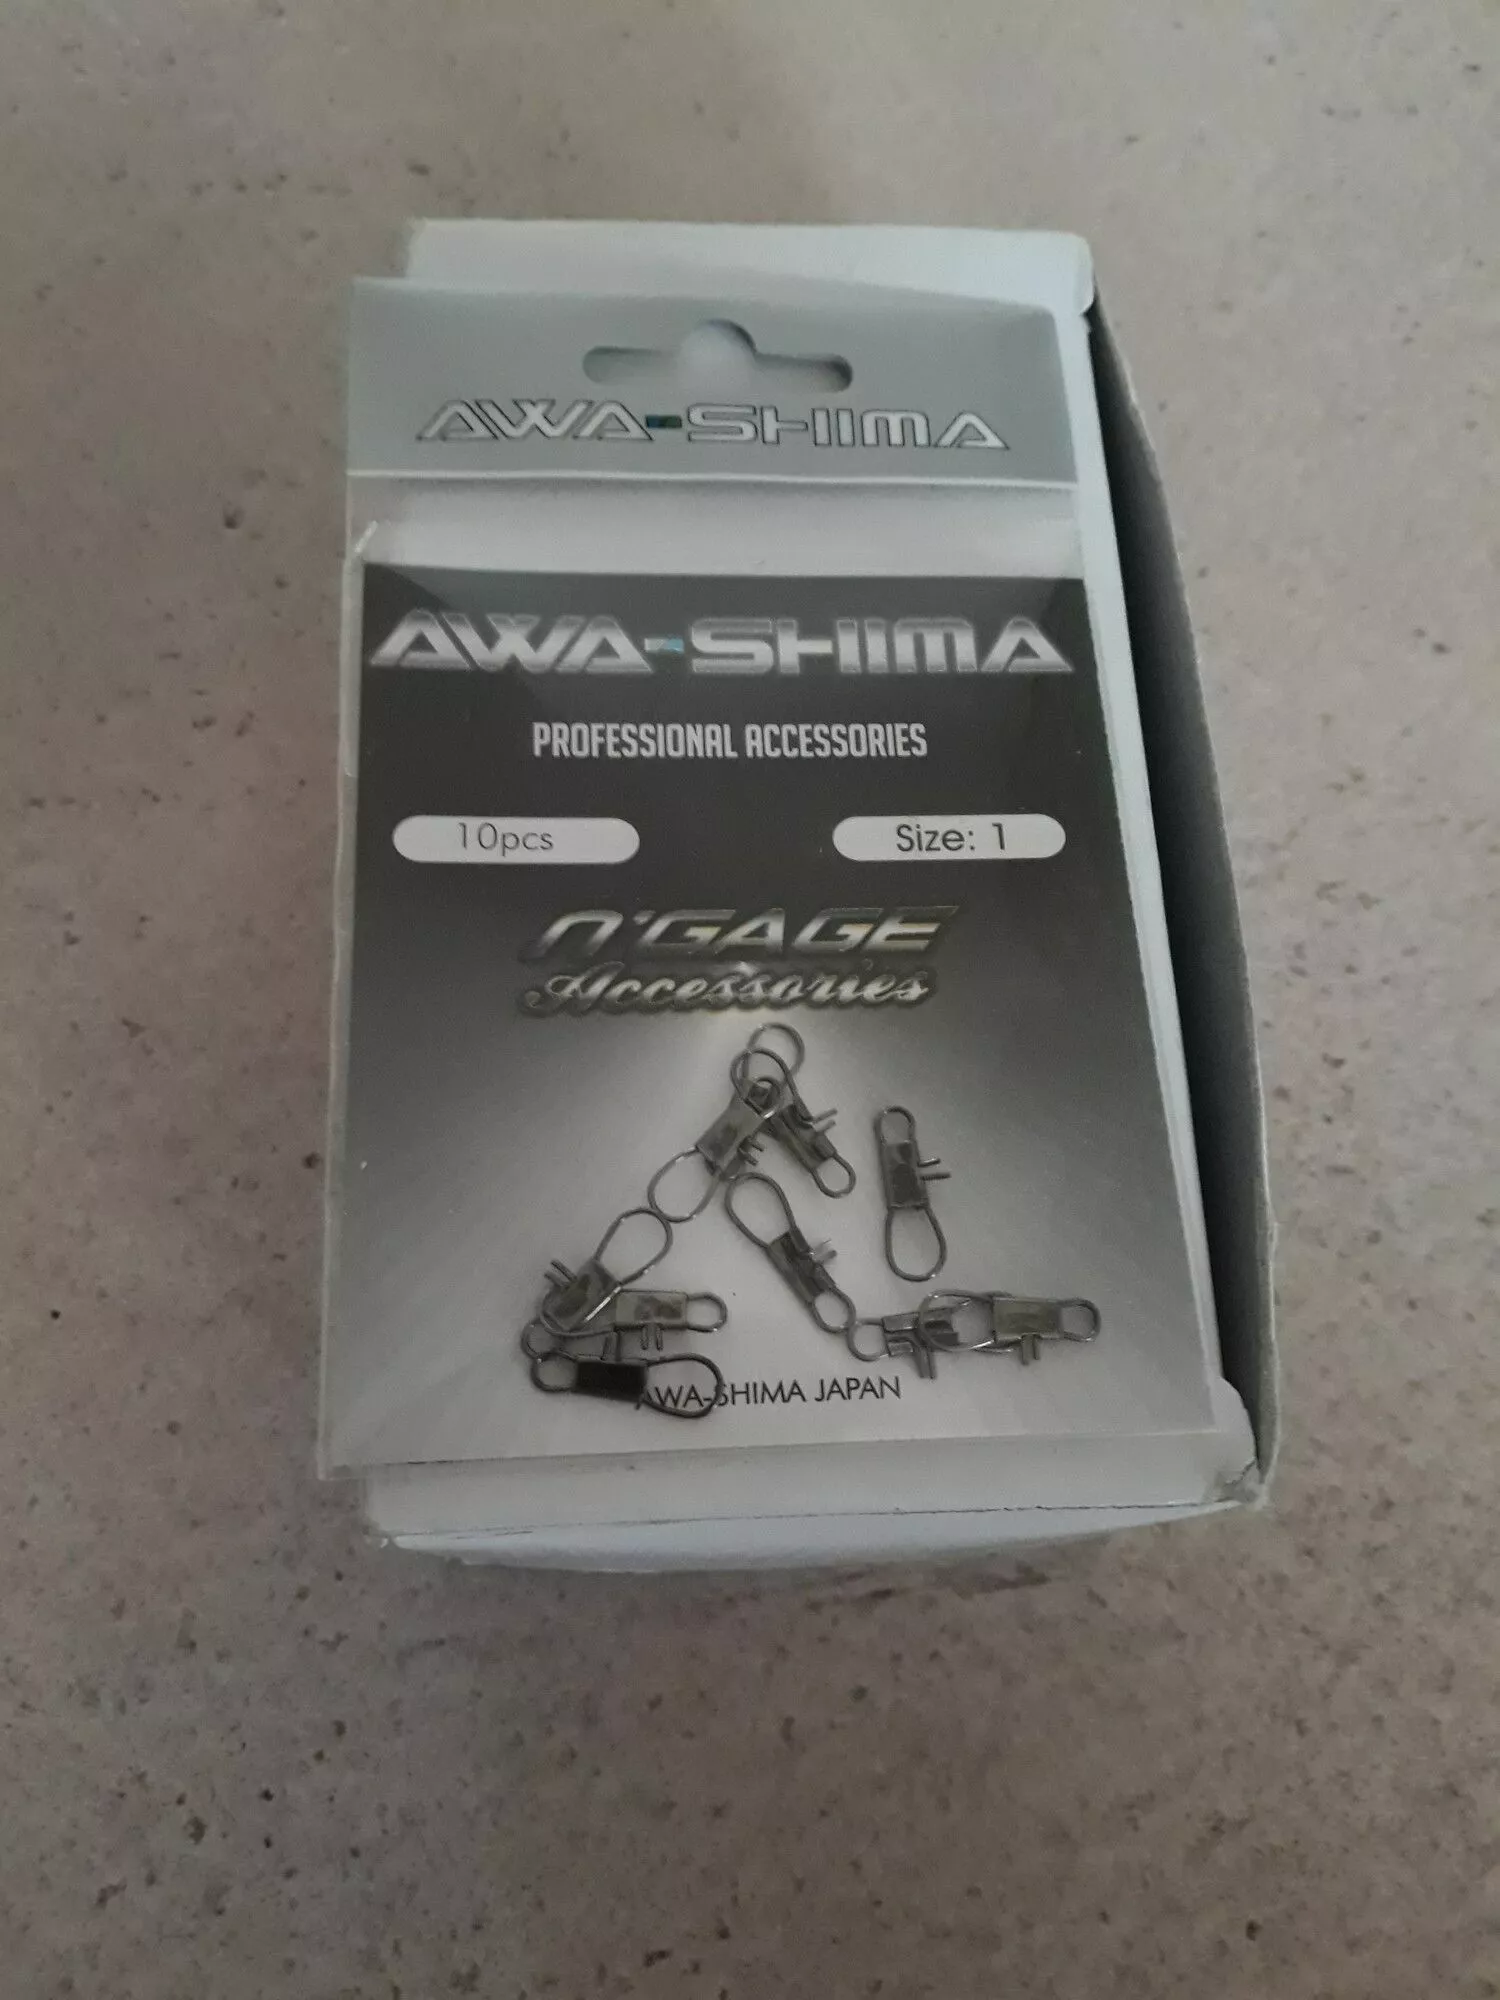 AWA-SHIMA
AWA-SHIMA
PROFESSIONAL ACCESSORIES
10pcs Size: 1
N'GAGE
Accessories
AWA-SHIMA JAPAN